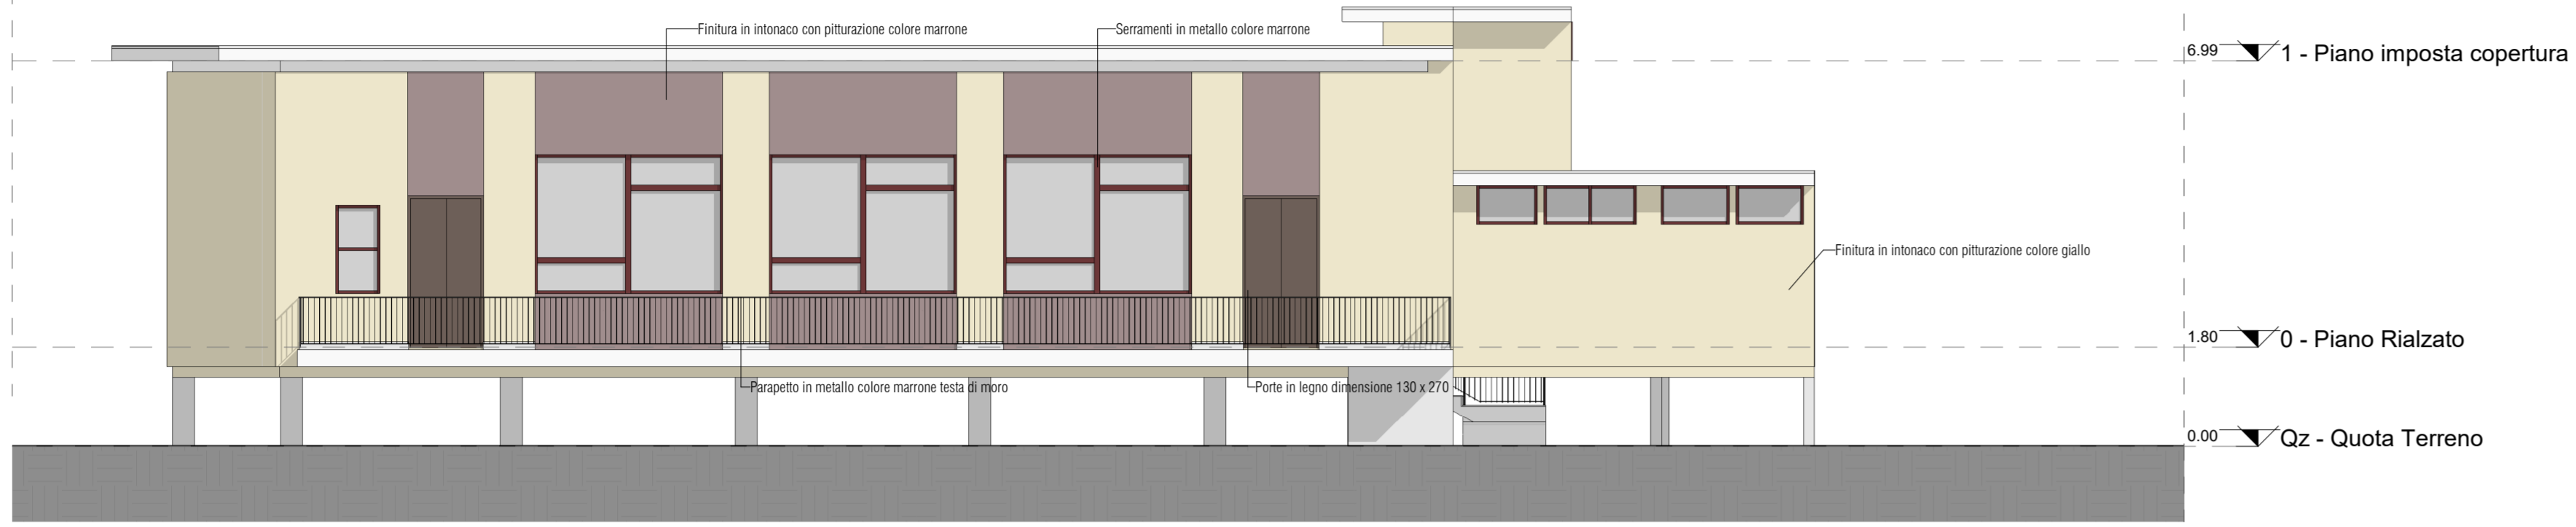 Finitura in intonaco con pitturazione colore marrone
Serramenti in metallo colore marrone
6.99
1 - Piano imposta copertura
Finitura in intonaco con pitturazione colore giallo
1.80
0 - Piano Rialzato
Parapetto in metallo colore marrone testa di moro
Porte in legno dimensione 130 x 270
0.00
Qz - Quota Terreno